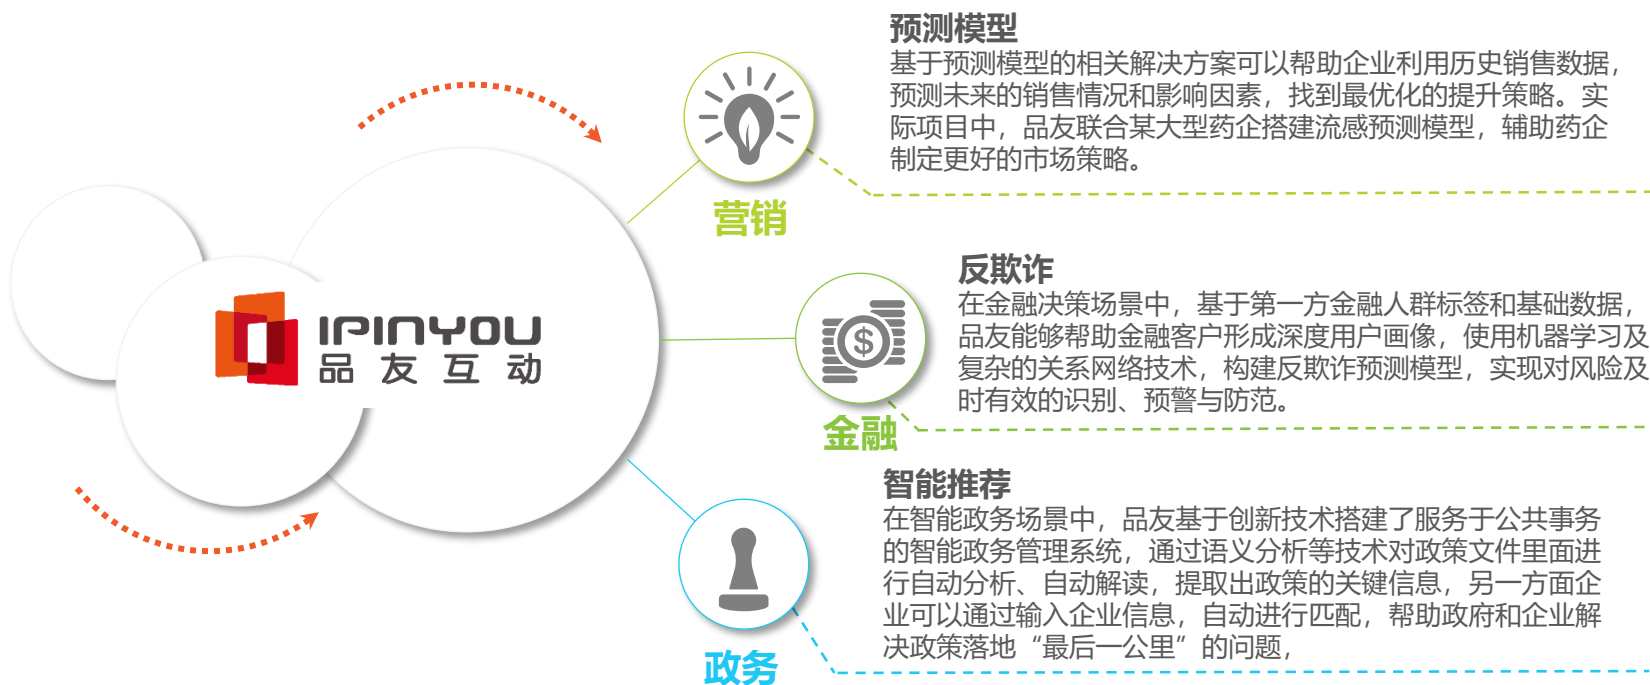 预测模型
基于预测模型的相关解决方案可以帮助企业利用历史销售数据，
预测未来的销售情况和影响因素，找到最优化的提升策略。实
际项目中，品友联合某大型药企搭建流感预测模型，辅助药企
制定更好的市场策略。
营销
反欺诈
在金融决策场景中，基于第一方金融人群标签和基础数据，
品友能够帮助金融客户形成深度用户画像，使用机器学习及
复杂的关系网络技术，构建反欺诈预测模型，实现对风险及
时有效的识别、预警与防范。
金融
IPINYOU
品友互动
$
智能推荐
在智能政务场景中，品友基于创新技术搭建了服务于公共事务
的智能政务管理系统，通过语义分析等技术对政策文件里面进
行自动分析、自动解读，提取出政策的关键信息，另一方面企
业可以通过输入企业信息，自动进行匹配，帮助政府和企业解
决政策落地“最后一公里”的问题，
政务